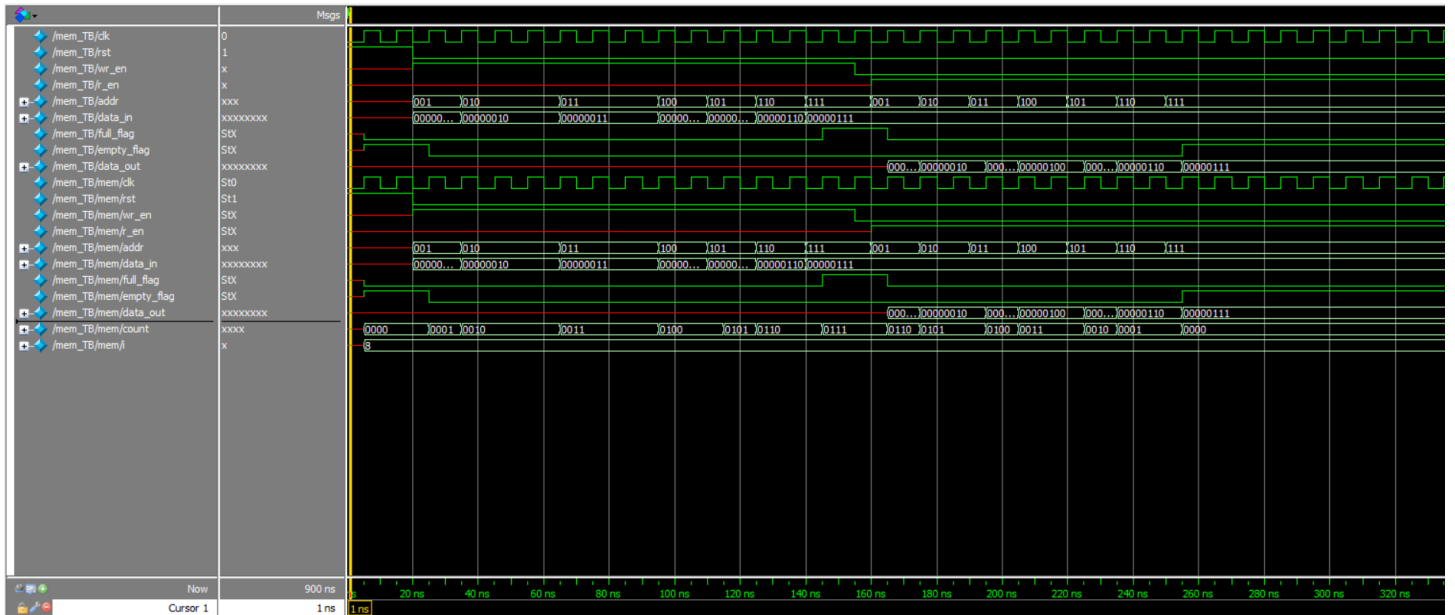 Msgs
/mem_TB/clk 0
/mem_TB/rst 1
/mem_TB/wr_en x
/mem_TB/r_en x
/mem_TB/addr xxx 001 010 011 100 101 110 111 001 010 011 100 101 110 111
/mem_TB/data_in xxxxxxxx 00000... 00000010 00000011 00000... 00000... 00000110 00000111
/mem_TB/full_flag StX
/mem_TB/empty_flag StX
/mem_TB/data_out xxxxxxxx 000... 00000010 000... 00000100 000... 00000110 00000111
/mem_TB/mem/clk St0
/mem_TB/mem/rst St1
/mem_TB/mem/wr_en StX
/mem_TB/mem/r_en StX
/mem_TB/mem/addr xxx 001 010 011 100 101 110 111 001 010 011 100 101 110 111
/mem_TB/mem/data_in xxxxxxxx 00000... 00000010 00000011 00000... 00000... 00000110 00000111
/mem_TB/mem/full_flag StX
/mem_TB/mem/empty_flag StX
/mem_TB/mem/data_out xxxxxxxx 000... 00000010 000... 00000100 000... 00000110 00000111
/mem_TB/mem/count xxxx 0000 0001 0010 0011 0100 0101 0110 0111 0110 0101 0100 0011 0010 0001 0000
/mem_TB/mem/i x 8
Now 900 ns s 20 ns 40 ns 60 ns 80 ns 100 ns 120 ns 140 ns 160 ns 180 ns 200 ns 220 ns 240 ns 260 ns 280 ns 300 ns 320 ns
Cursor 1 1 ns 1 ns